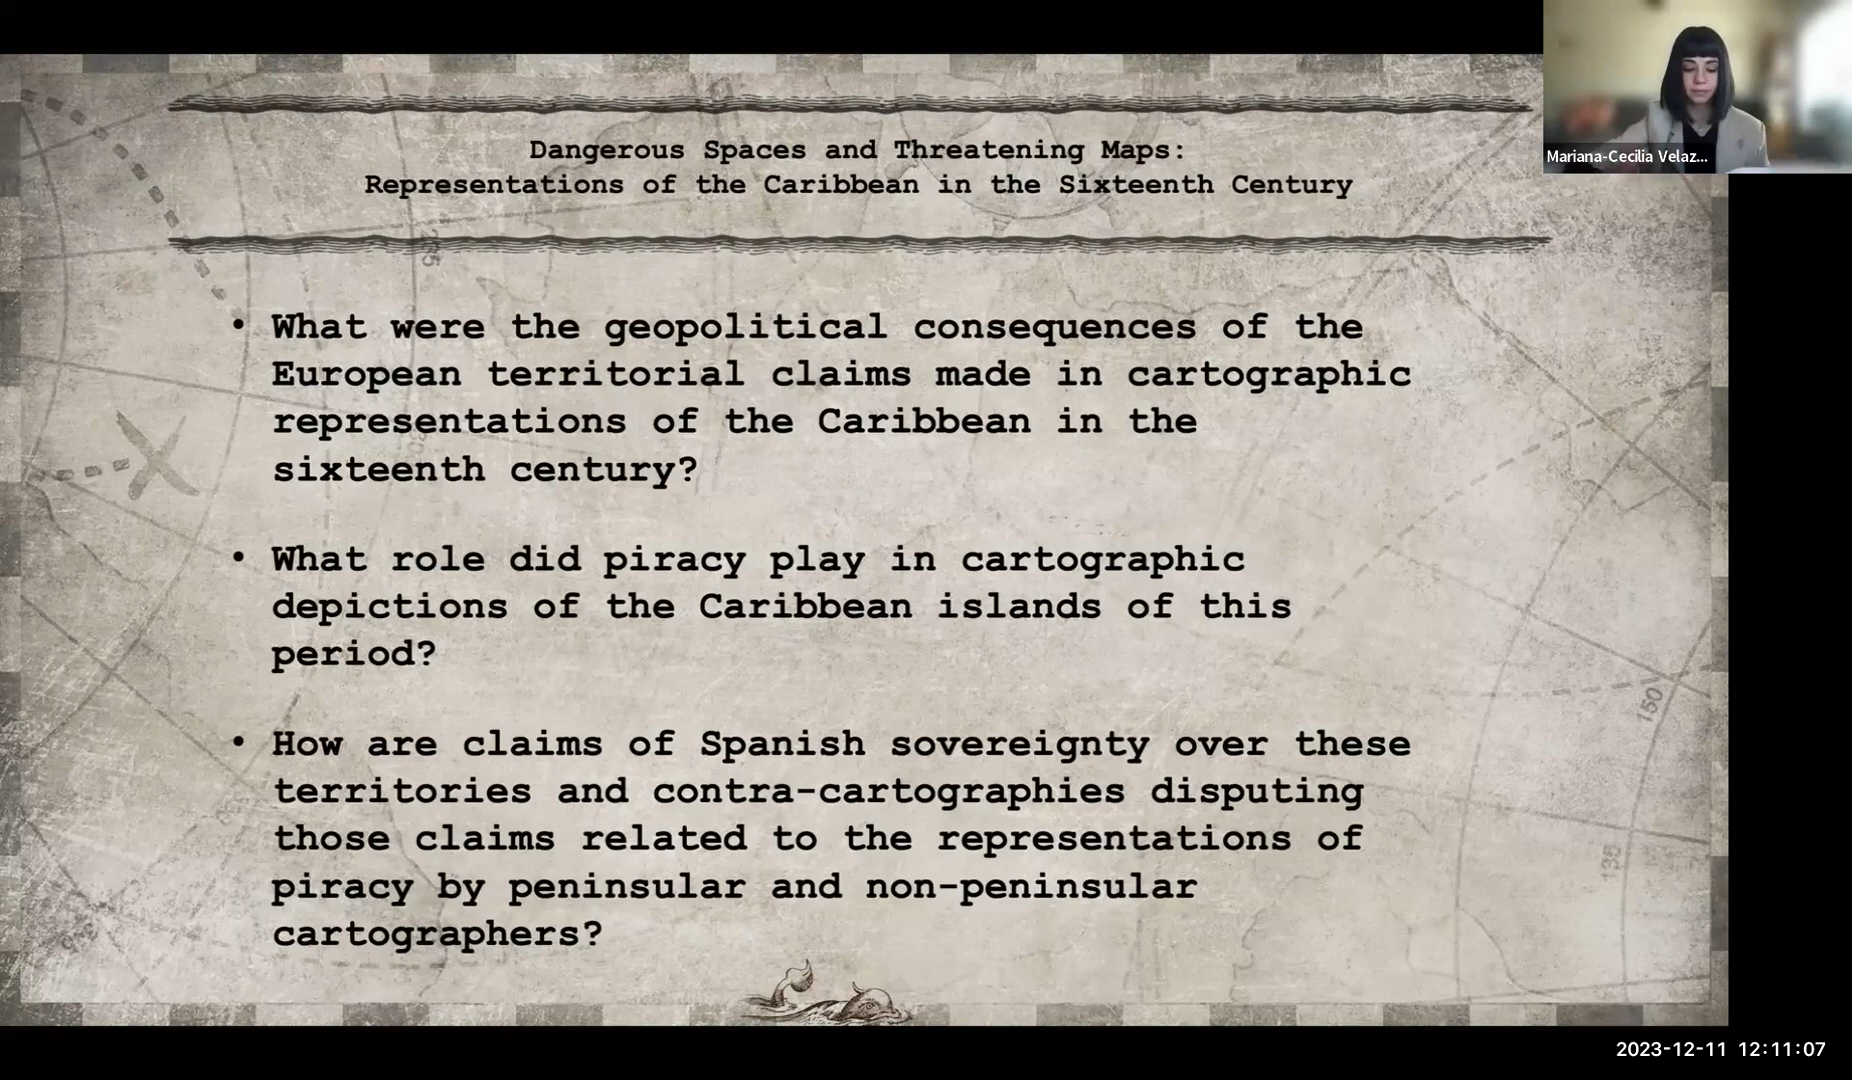 Dangerous Spaces and Threatening Maps:
Representations of the Caribbean in the Sixteenth Century
Mariana-Cecilia Velaz...
• What were the geopolitical consequences of the
European territorial claims made in cartographic
representations of the Caribbean in the
sixteenth century?
• What role did piracy play in cartographic
depictions of the Caribbean islands of this
period?
• How are claims of Spanish sovereignty over these
territories and contra-cartographies disputing
those claims related to the representations of
piracy by peninsular and non-peninsular
cartographers?
150
135
2023-12-11 12:11:07